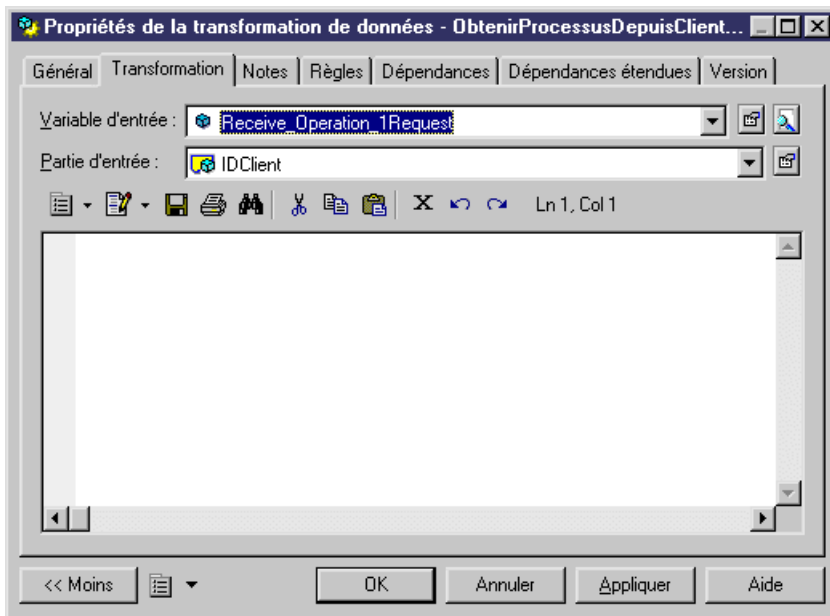 Propriétés de la transformation de données - ObtenirProcessusDepuisClient...
Général Transformation Notes Règles Dépendances Dépendances étendues Version
Variable d'entrée : Receive_Operation_1Request
Partie d'entrée : IDClient
Ln 1, Col 1
<< Moins OK Annuler Appliquer Aide